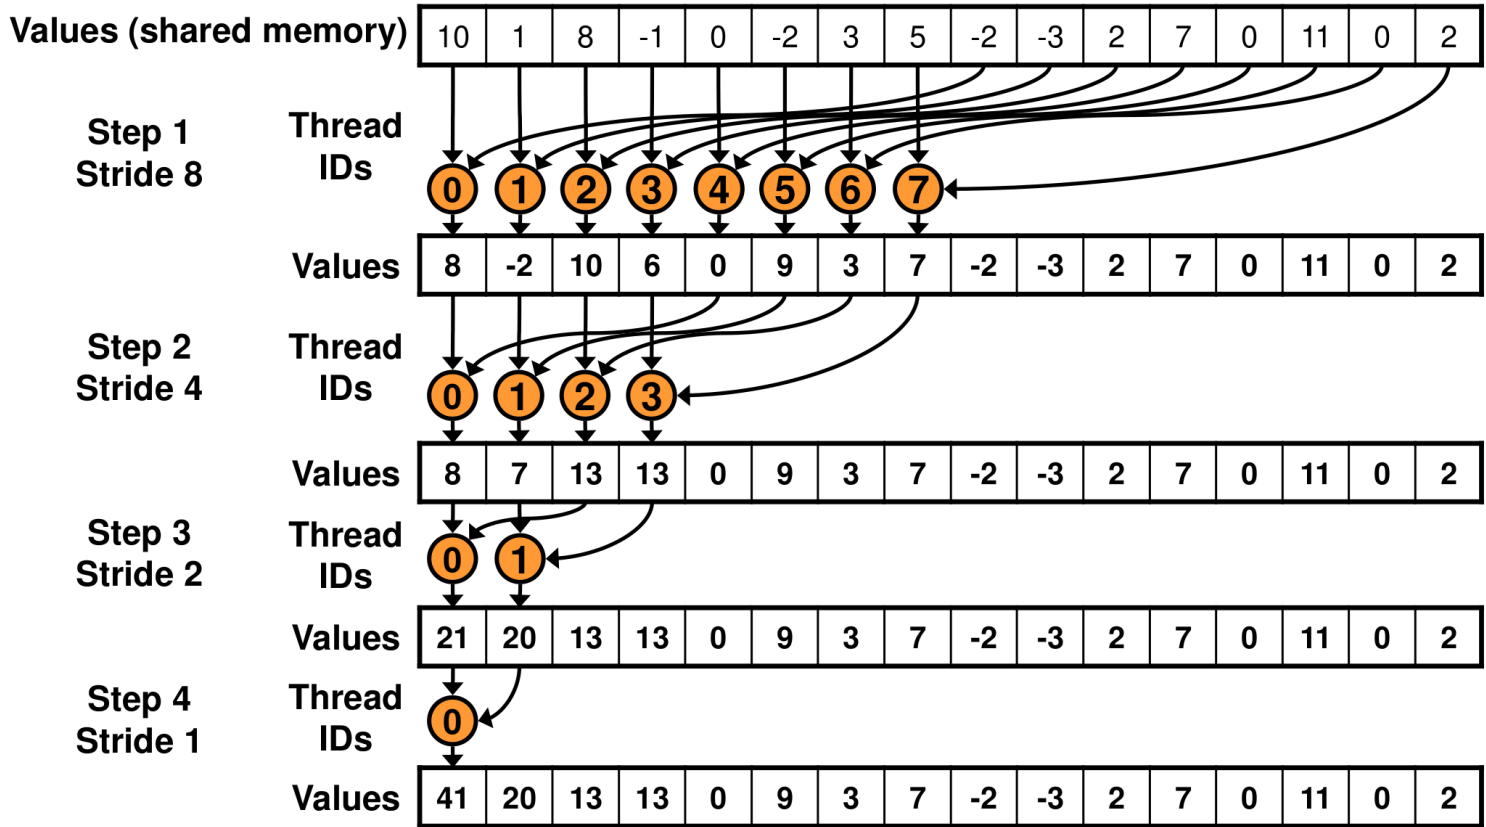 Values (shared memory) 10 1 8 -1 0 -2 3 5 -2 -3 2 7 0 11 0 2
Step 1
Stride 8
Thread
IDs
0 1 2 3 4 5 6 7
Values 8 -2 10 6 0 9 3 7 -2 -3 2 7 0 11 0 2
Step 2
Stride 4
Thread
IDs
0 1 2 3
Values 8 7 13 13 0 9 3 7 -2 -3 2 7 0 11 0 2
Step 3
Stride 2
Thread
IDs
0 1
Values 21 20 13 13 0 9 3 7 -2 -3 2 7 0 11 0 2
Step 4
Stride 1
Thread
IDs
0
Values 41 20 13 13 0 9 3 7 -2 -3 2 7 0 11 0 2